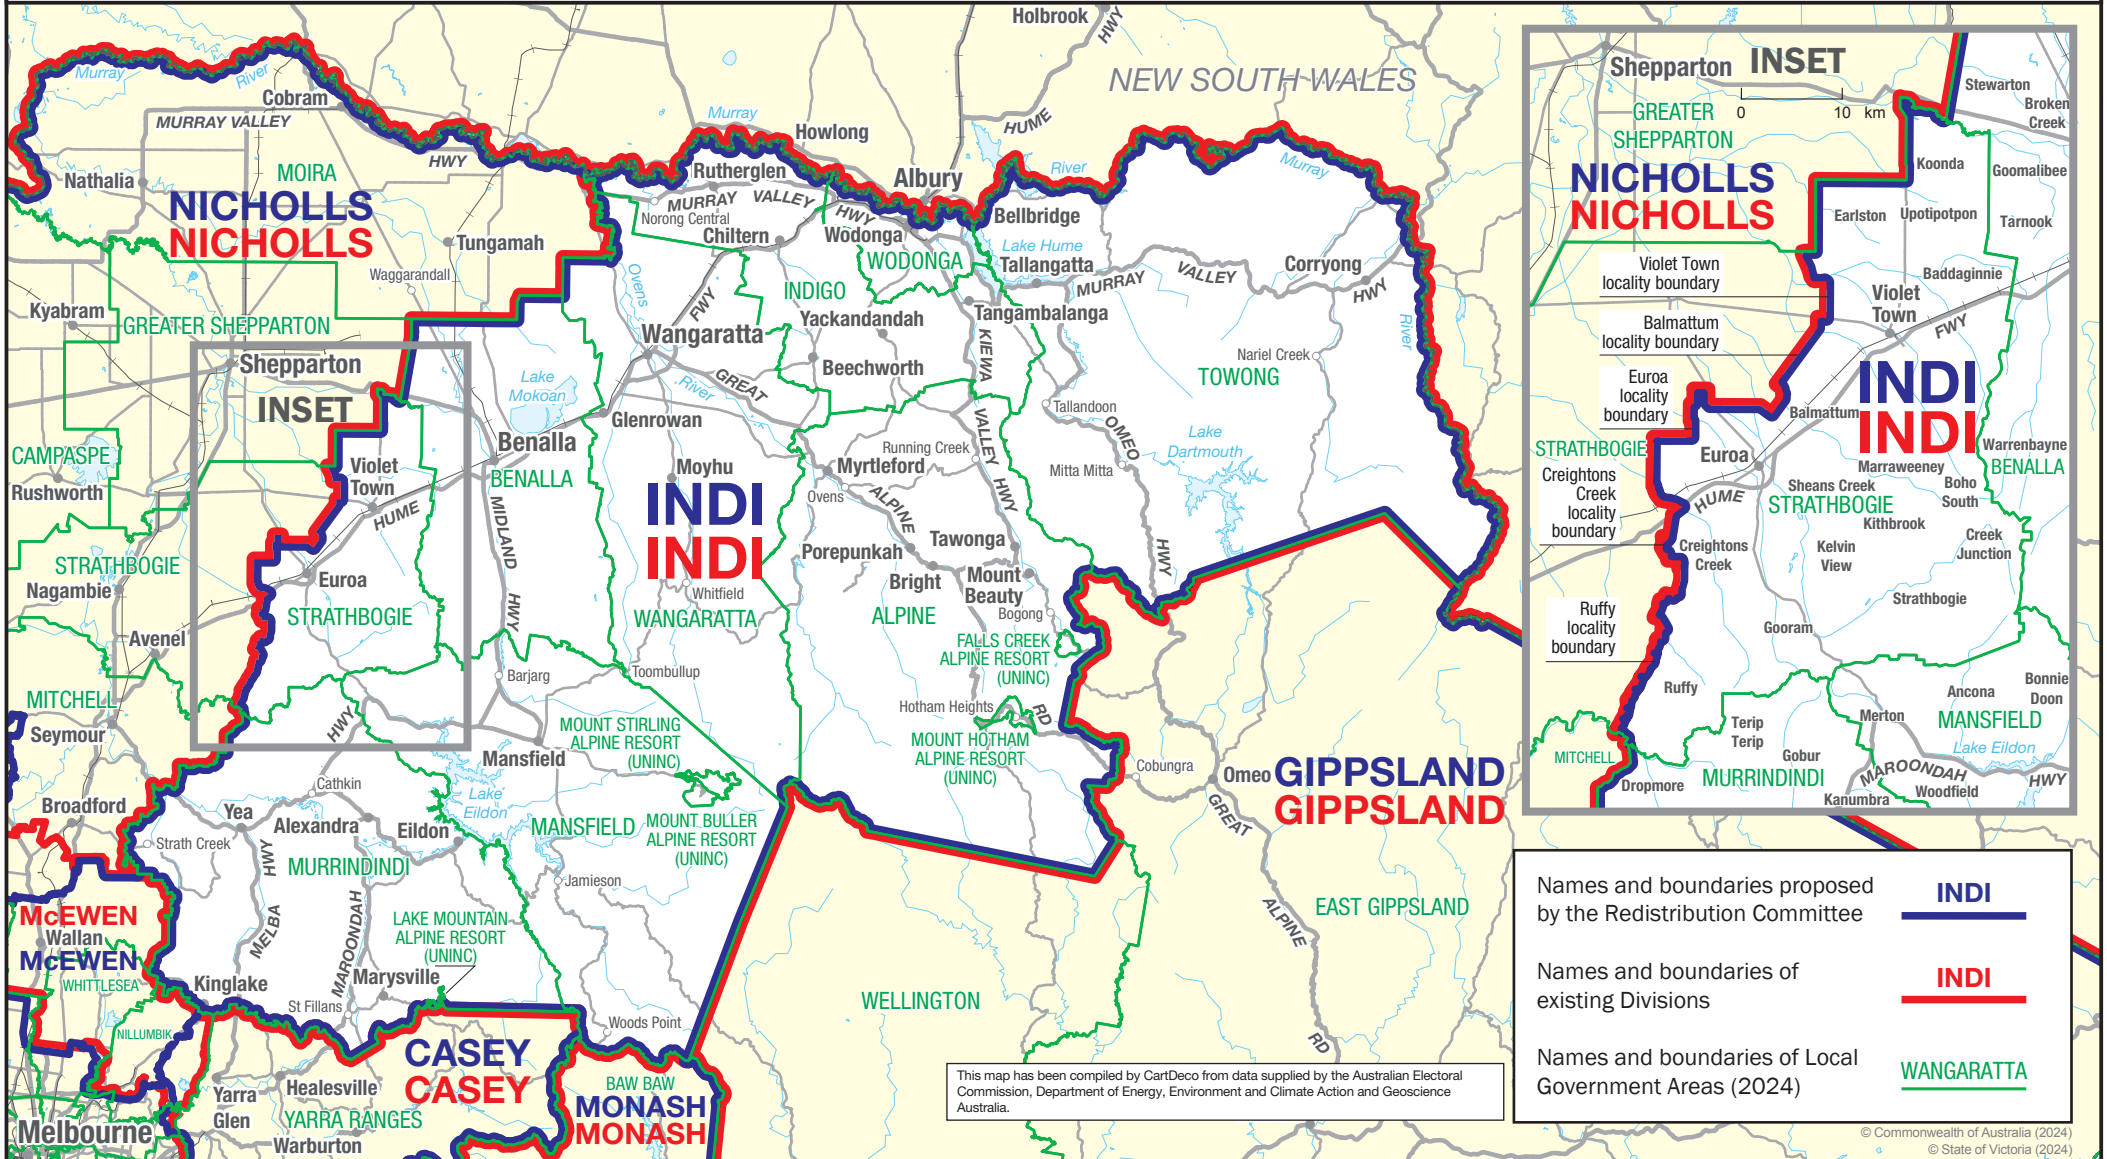 Holbrook
HWY
NEW SOUTH WALES
Murray
River
Cobram
MURRAY VALLEY
HWY
MOIRA
Nathalia
NICHOLLS
NICHOLLS
Tungamah
Waggarandall
Kyabram
GREATER SHEPPARTON
Shepparton
INSET
CAMPASPE
Rushworth
STRATHBOGIE
Nagambie
Avenel
MITCHELL
Seymour
Broadford
Murray
Howlong
HUME
Albury
River
Murray
Rutherglen
MURRAY
VALLEY
HWY
Norong Central
Chiltern
Wodonga
WODONGA
Bellbridge
Lake Hume
Tallangatta
MURRAY
VALLEY
HWY
Corryong
River
Ovens
FWY
INDIGO
Yackandandah
Tangambalanga
Wangaratta
Beechworth
KIEWA
Nariel Creek
TOWONG
River
GREAT
Lake
Mokoan
Glenrowan
Benalla
BENALLA
Violet
Town
HUME
Euroa
STRATHBOGIE
MIDLAND
HWY
Moyhu
INDI
INDI
Whitfield
WANGARATTA
Running Creek
Myrtleford
Ovens
ALPINE
VALLEY
HWY
Tallandoon
OMEO
Mitta Mitta
HWY
Lake
Dartmouth
Porepunkah
Tawonga
Bright
Mount
Beauty
Bogong
ALPINE
FALLS CREEK
ALPINE RESORT
(UNINC)
Hotham Heights
RD
MOUNT HOTHAM
ALPINE RESORT
(UNINC)
Toombullup
Barjarg
HWY
MOUNT STIRLING
ALPINE RESORT
(UNINC)
Mansfield
Cathkin
Yea
Alexandra
Eildon
Lake
Eildon
MANSFIELD
MOUNT BULLER
ALPINE RESORT
(UNINC)
Strath Creek
HWY
MURRINDINDI
Jamieson
MELBA
MAROONDAH
LAKE MOUNTAIN
ALPINE RESORT
(UNINC)
Marysville
Kinglake
St Fillans
Woods Point
McEWEN
Wallan
McEWEN
WHITTLESEA
NILLUMBIK
CASEY
CASEY
Healesville
Yarra
Glen
YARRA RANGES
Warburton
Melbourne
BAW BAW
MONASH
MONASH
Cobungra
Omeo
GIPPSLAND
GIPPSLAND
GREAT
ALPINE
RD
EAST GIPPSLAND
WELLINGTON
This map has been compiled by CartDeco from data supplied by the Australian Electoral
Commission, Department of Energy, Environment and Climate Action and Geoscience
Australia.
INSET
0 10 km
Shepparton
GREATER
SHEPPARTON
NICHOLLS
NICHOLLS
Stewarton
Broken
Creek
Koonda
Goomalibee
Earlston
Upotipotpon
Tarnook
Violet Town
locality boundary
Baddaginnie
Violet
Town
FWY
Balmattum
locality boundary
INDI
INDI
Euroa
locality
boundary
Balmattum
STRATHBOGIE
Euroa
Warrenbayne
BENALLA
Creightons
Creek
locality
boundary
Marraweeney
Sheans Creek
Boho
South
HUME
STRATHBOGIE
Kithbrook
Creightons
Creek
Kelvin
View
Creek
Junction
Ruffy
locality
boundary
Strathbogie
Gooram
Ruffy
Bonnie
Doon
Ancona
Merton
MANSFIELD
Terip
Terip
MITCHELL
Gobur
Lake Eildon
MURRINDINDI
MAROONDAH
HWY
Dropmore
Woodfield
Kanumbra
Names and boundaries proposed
by the Redistribution Committee
INDI
Names and boundaries of
existing Divisions
INDI
Names and boundaries of Local
Government Areas (2024)
WANGARATTA
© Commonwealth of Australia (2024)
© State of Victoria (2024)